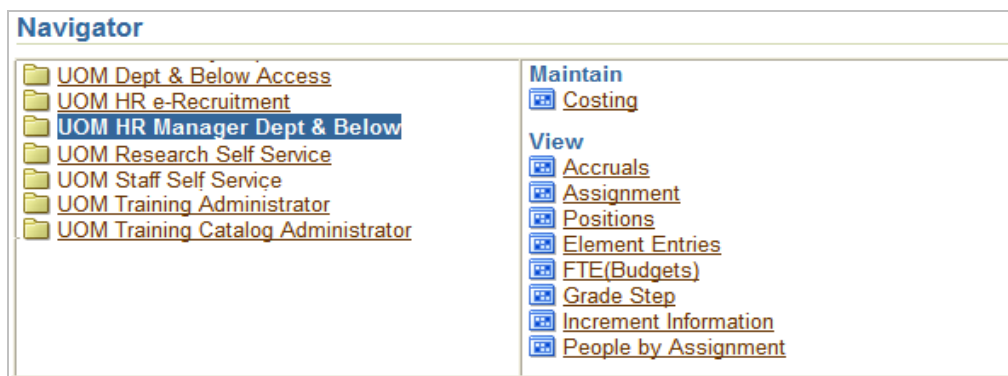 Navigator
UOM Dept & Below Access
UOM HR e-Recruitment
UOM HR Manager Dept & Below
UOM Research Self Service
UOM Staff Self Service
UOM Training Administrator
UOM Training Catalog Administrator
Maintain
Costing
View
Accruals
Assignment
Positions
Element Entries
FTE(Budgets)
Grade Step
Increment Information
People by Assignment